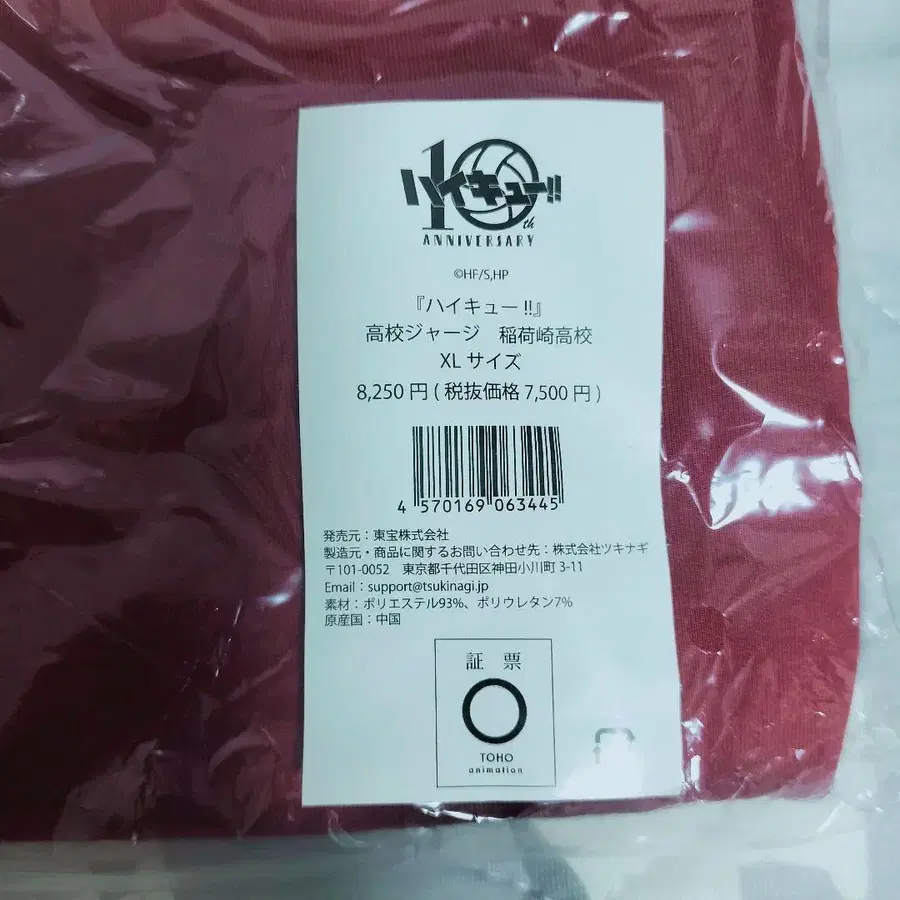 10th
ハイキュー!!
ANNIVERSARY
©HF/S,HP
『ハイキュー!!』
高校ジャージ 稲荷崎高校
XL サイズ
8,250 円 ( 税抜価格 7,500 円 )
4 570169 063445
発売元：東宝株式会社
製造元・商品に関するお問い合わせ先：株式会社ツキナギ
〒101-0052 東京都千代田区神田小川町 3-11
Email：support@tsukinagi.jp
素材：ポリエステル93%、ポリウレタン7%
原産国：中国
証 票
TOHO
animation